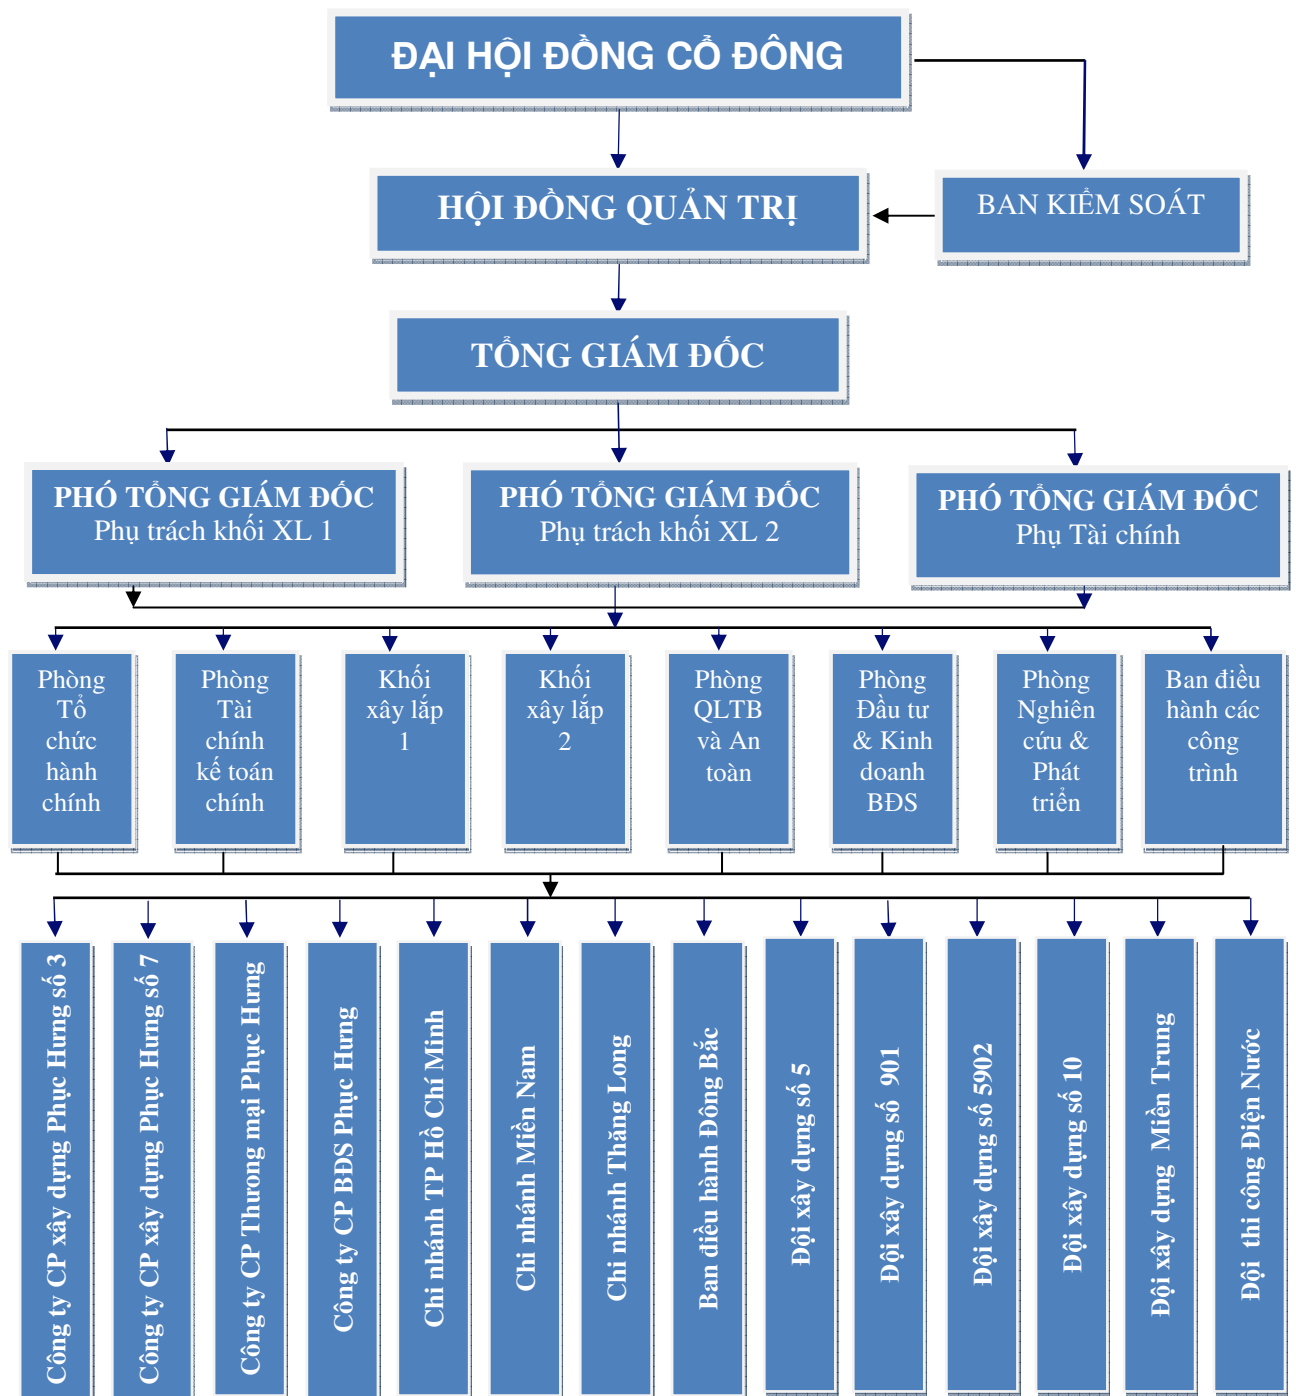 ĐẠI HỘI ĐỒNG CỔ ĐÔNG
HỘI ĐỒNG QUẢN TRỊ
BAN KIỂM SOÁT
TỔNG GIÁM ĐỐC
PHÓ TỔNG GIÁM ĐỐC
Phụ trách khối XL 1
PHÓ TỔNG GIÁM ĐỐC
Phụ trách khối XL 2
PHÓ TỔNG GIÁM ĐỐC
Phụ Tài chính
Phòng
Tổ
chức
hành
chính
Phòng
Tài
chính
kế toán
chính
Khối
xây lắp
1
Khối
xây lắp
2
Phòng
QLTB
và An
toàn
Phòng
Đầu tư
& Kinh
doanh
BĐS
Phòng
Nghiên
cứu &
Phát
triển
Ban điều
hành các
công
trình
Công ty CP xây dựng Phục Hưng số 3
Công ty CP xây dựng Phục Hưng số 7
Công ty CP Thương mại Phục Hưng
Công ty CP BĐS Phục Hưng
Chi nhánh TP Hồ Chí Minh
Chi nhánh Miền Nam
Chi nhánh Thăng Long
Ban điều hành Đông Bắc
Đội xây dựng số 5
Đội xây dựng số 901
Đội xây dựng số 5902
Đội xây dựng số 10
Đội xây dựng Miền Trung
Đội thi công Điện Nước